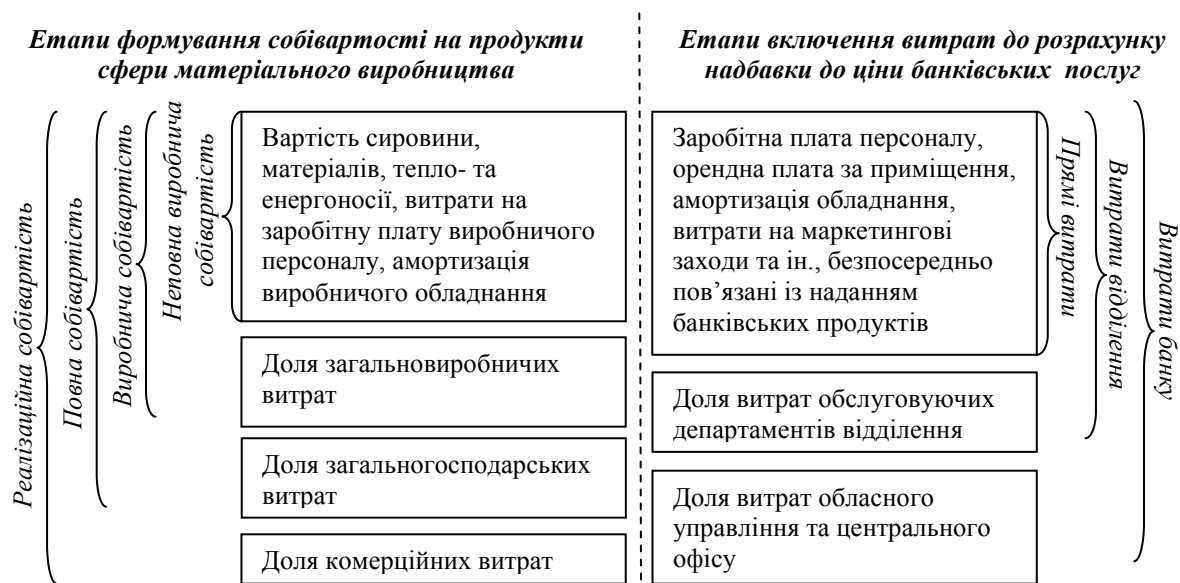 Етапи формування собівартості на продукти
сфери матеріального виробництва
Реалізаційна собівартість
Повна собівартість
Виробнича собівартість
Неповна виробнича
собівартість
Вартість сировини,
матеріалів, тепло- та
енергоносії, витрати на
заробітну плату виробничого
персоналу, амортизація
виробничого обладнання
Доля загальновиробничих
витрат
Доля загальногосподарських
витрат
Доля комерційних витрат
Етапи включення витрат до розрахунку
надбавки до ціни банківських послуг
Заробітна плата персоналу,
орендна плата за приміщення,
амортизація обладнання,
витрати на маркетингові
заходи та ін., безпосередньо
пов’язані із наданням
банківських продуктів
Доля витрат обслуговуючих
департаментів відділення
Доля витрат обласного
управління та центрального
офісу
Прямі витрати
Витрати відділення
Витрати банку